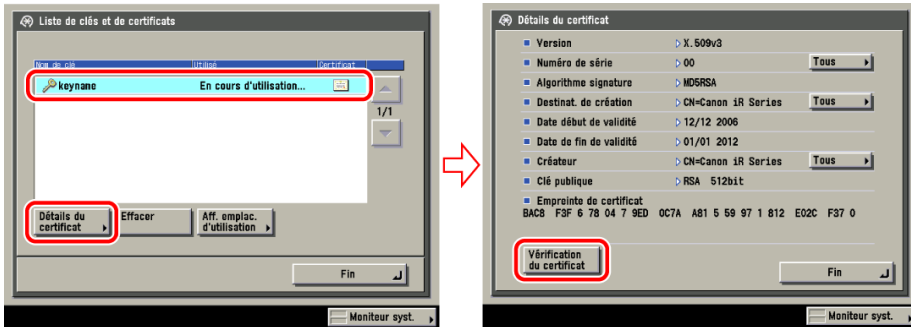 Liste de clés et de certificats
Nom de clé Utilisé Certificat
keyname En cours d'utilisation...
1/1
Détails du certificat
Effacer
Aff. emplac. d'utilisation
Fin
Moniteur syst.
Détails du certificat
Version X.509v3
Numéro de série 00 Tous
Algorithme signature MD5RSA
Destinat. de création CN=Canon iR Series Tous
Date début de validité 12/12 2006
Date de fin de validité 01/01 2012
Créateur CN=Canon iR Series Tous
Clé publique RSA 512bit
Empreinte de certificat
BAC8 F3F 6 78 04 7 9ED 0C7A A81 5 59 97 1 812 E02C F37 0
Vérification du certificat
Fin
Moniteur syst.